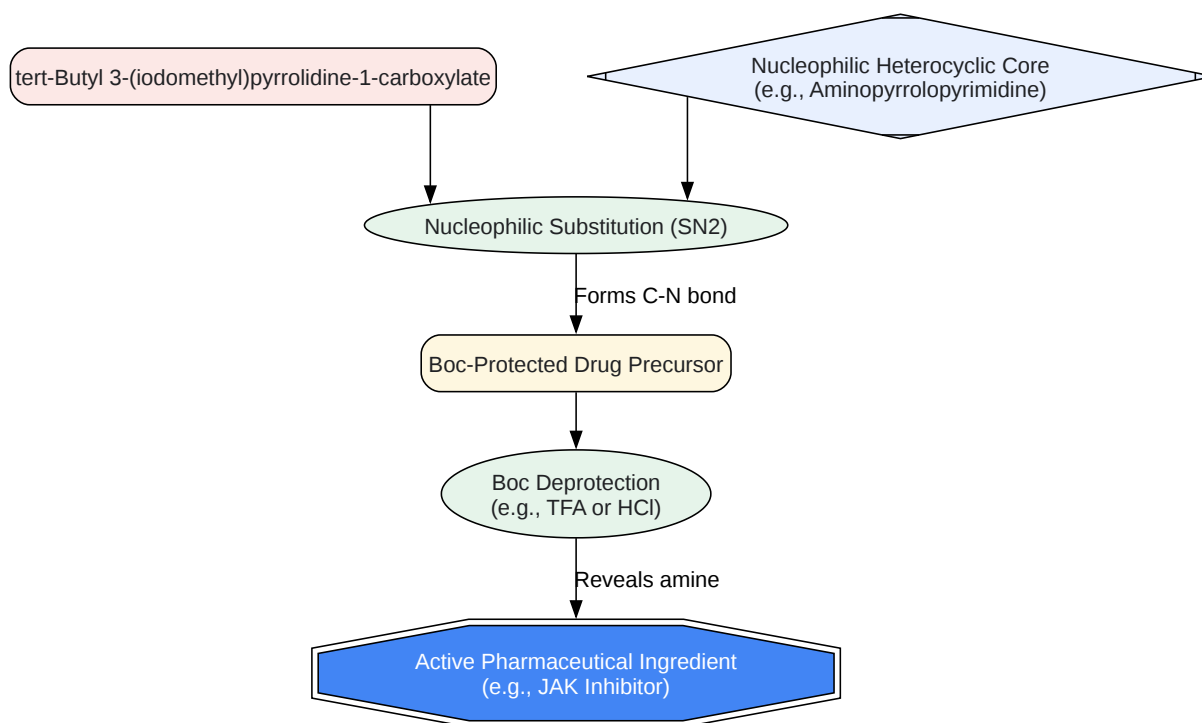 tert-Butyl 3-(iodomethyl)pyrrolidine-1-carboxylate
Nucleophilic Heterocyclic Core
(e.g., Aminopyrrolopyrimidine)
Nucleophilic Substitution (SN2)
Forms C-N bond
Boc-Protected Drug Precursor
Boc Deprotection
(e.g., TFA or HCl)
Reveals amine
Active Pharmaceutical Ingredient
(e.g., JAK Inhibitor)